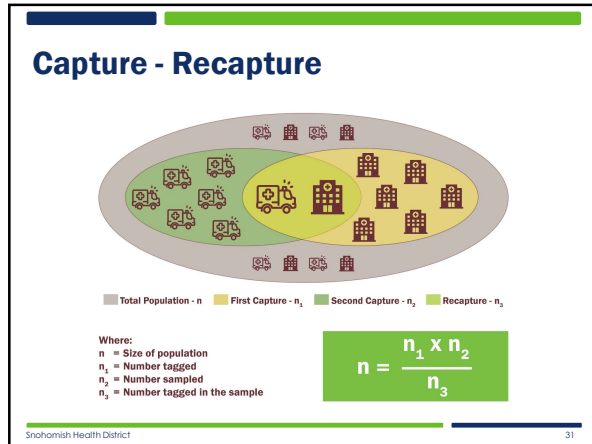 Capture - Recapture
Total Population - n First Capture - n₁ Second Capture - n₂ Recapture - n₃
Where:
n = Size of population
n₁ = Number tagged
n₂ = Number sampled
n₃ = Number tagged in the sample
n = n₁ x n₂ / n₃
Snohomish Health District 31